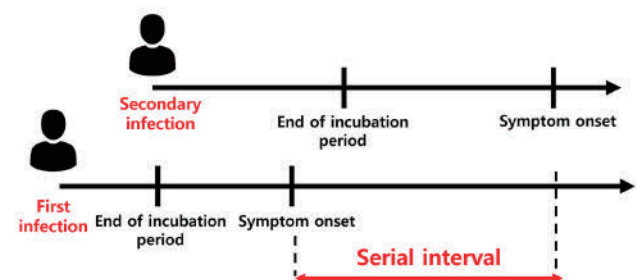 Secondary
infection
End of incubation
period
Symptom onset
First
infection
End of incubation
period
Symptom onset
Serial interval